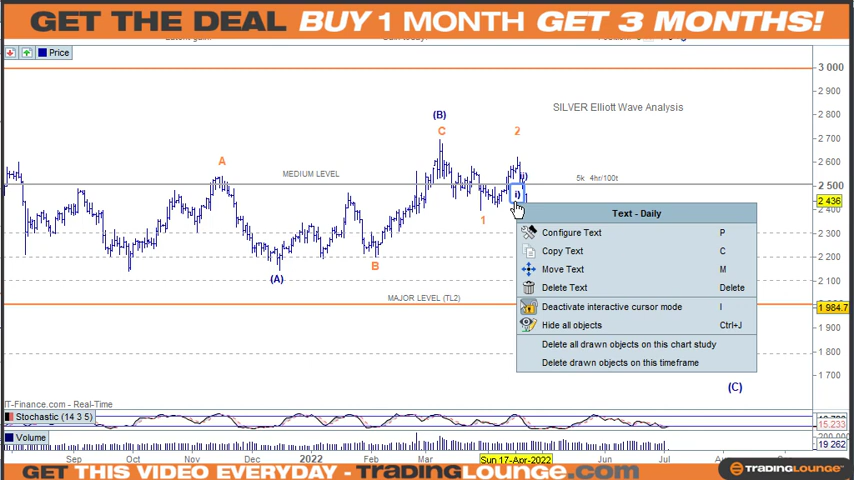 GET THE DEAL BUY 1 MONTH GET 3 MONTHS!
Price
3 000
(B)
SILVER Elliott Wave Analysis
2 800
C
2
2 700
A
2 600
MEDIUM LEVEL
5k 4hr/100t
2 500
i)
2 436
2 400
1
Text - Daily
Configure Text P
2 300
B
Copy Text C
2 200
(A)
Move Text M
2 100
Delete Text Delete
MAJOR LEVEL (TL2)
Deactivate interactive cursor mode I
1 984.7
Hide all objects Ctrl+J
1 900
Delete all drawn objects on this chart study
1 800
Delete drawn objects on this timeframe
1 700
(C)
IT-Finance.com - Real-Time
Stochastic (14 3 5)
15.233
Volume
19 262
Sep Oct Nov Dec 2022 Feb Mar Sun 17-Apr-2022 Jun Jul
GET THIS VIDEO EVERYDAY - TRADINGLOUNGE.com
TRADINGLOUNGE™